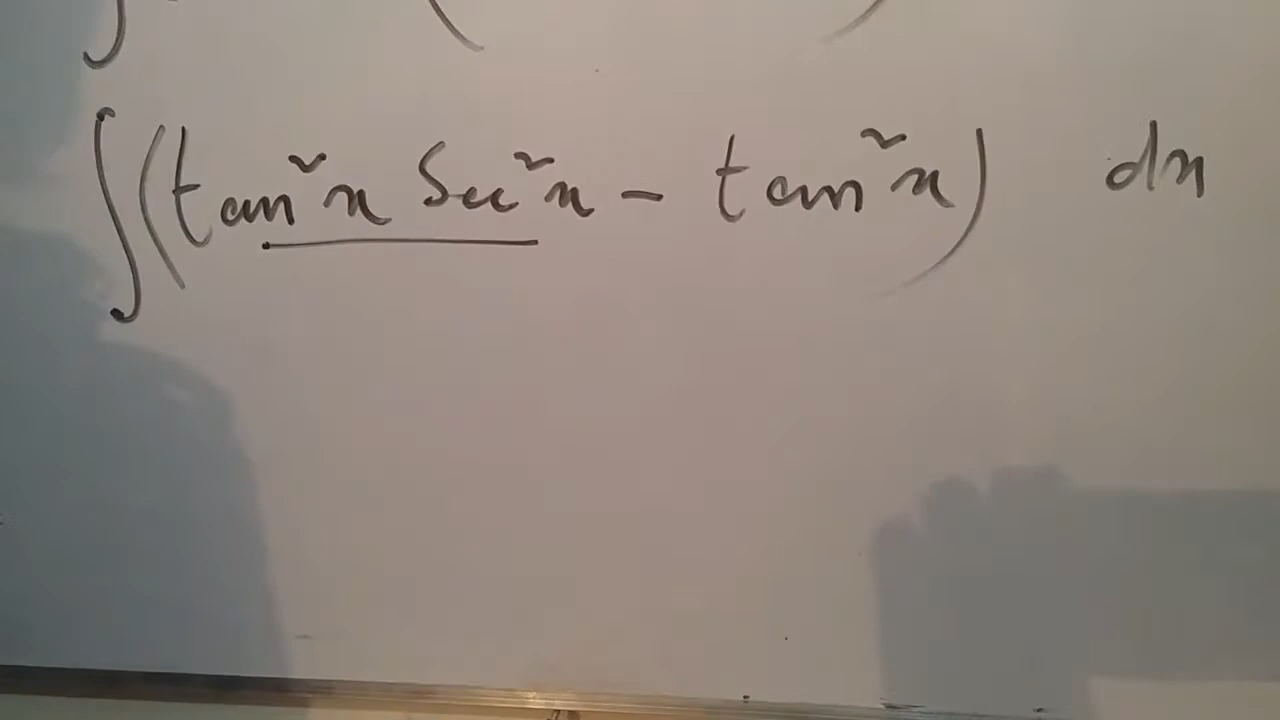 ∫ (
∫(tan²x Sec²x − tan²x) dx